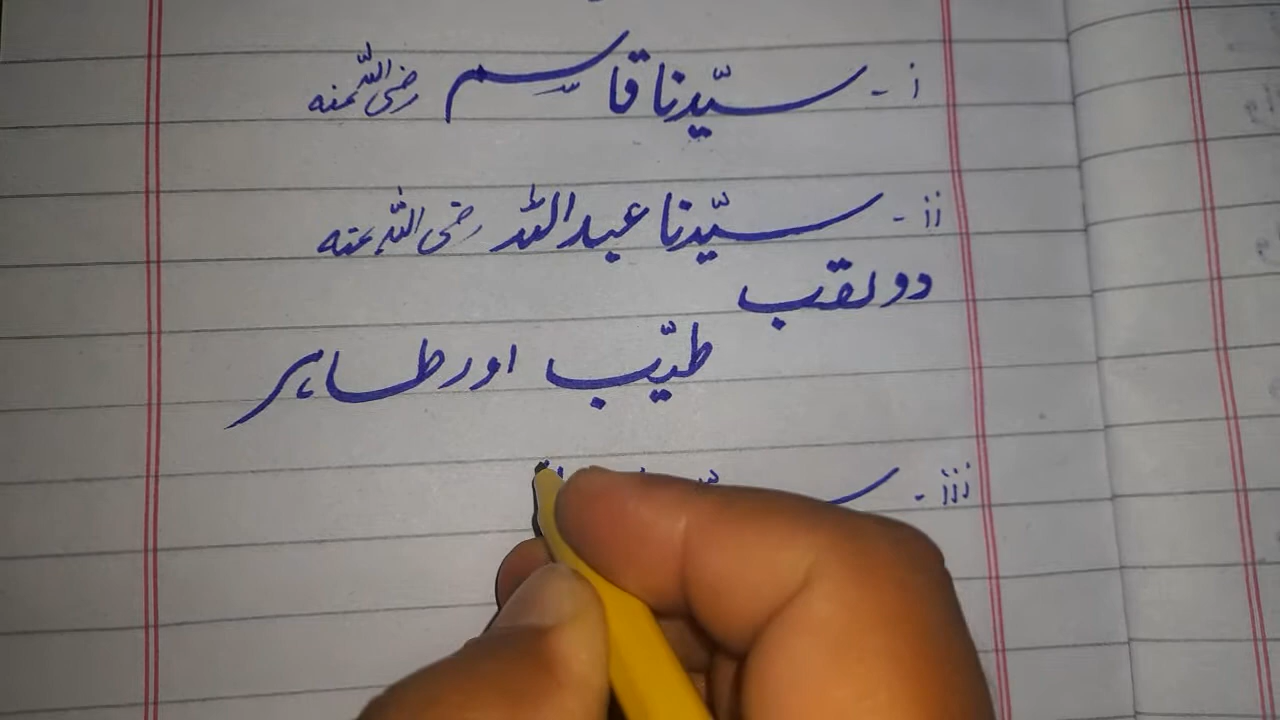 i - سیّدنا قاسم رضی اللہ عنہ
ii - سیّدنا عبداللہ رضی اللہ عنہ
دو لقب
طیّب اور طاہر
iii -